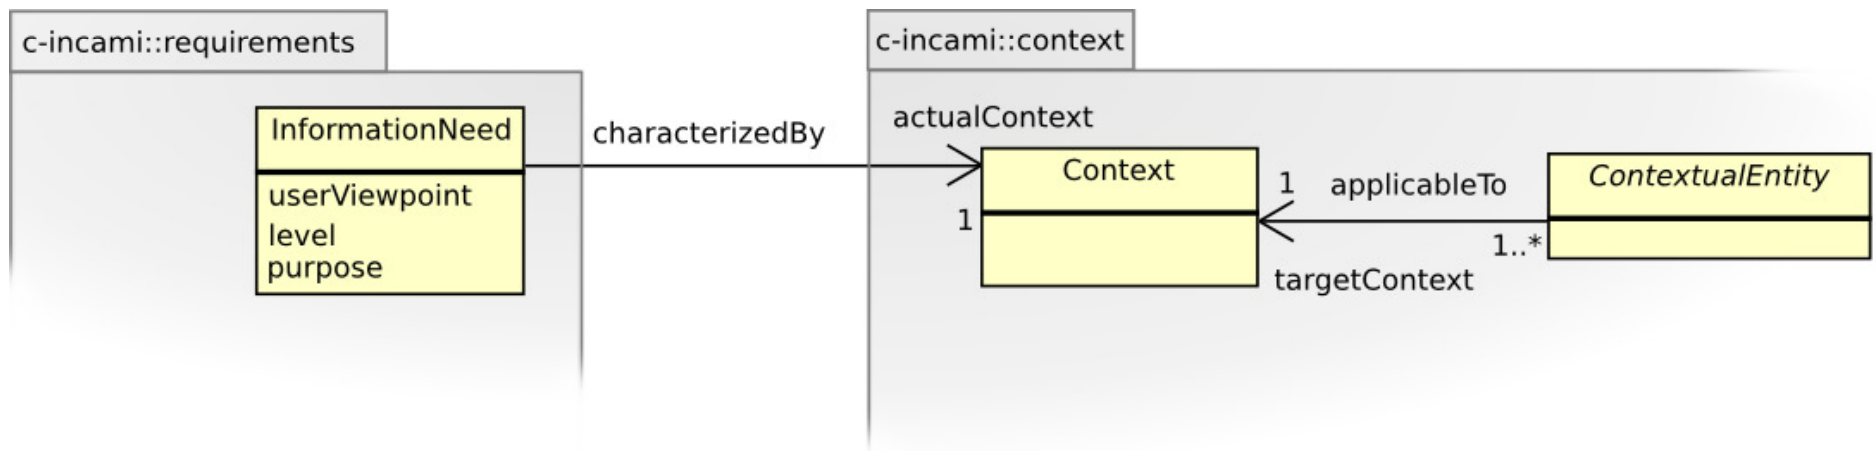 c-incami::requirements
InformationNeed
userViewpoint
level
purpose
characterizedBy
c-incami::context
actualContext
1
Context
1
applicableTo
1..*
targetContext
ContextualEntity